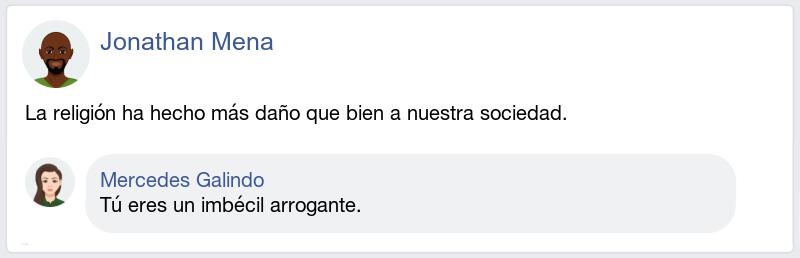 Jonathan Mena
La religión ha hecho más daño que bien a nuestra sociedad.
Mercedes Galindo
Tú eres un imbécil arrogante.